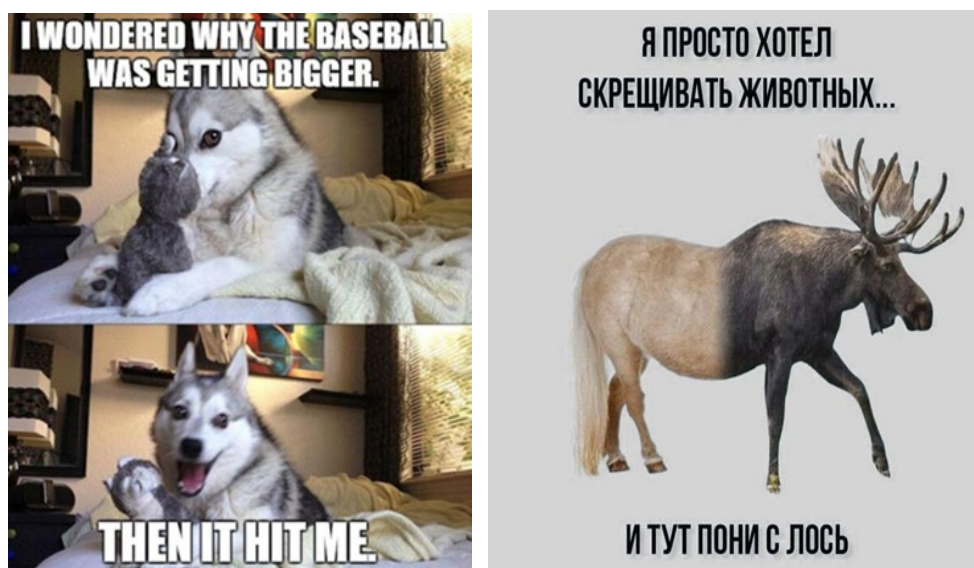 I WONDERED WHY THE BASEBALL
WAS GETTING BIGGER.
THEN IT HIT ME.
Я ПРОСТО ХОТЕЛ
СКРЕЩИВАТЬ ЖИВОТНЫХ...
И ТУТ ПОНИ С ЛОСЬ